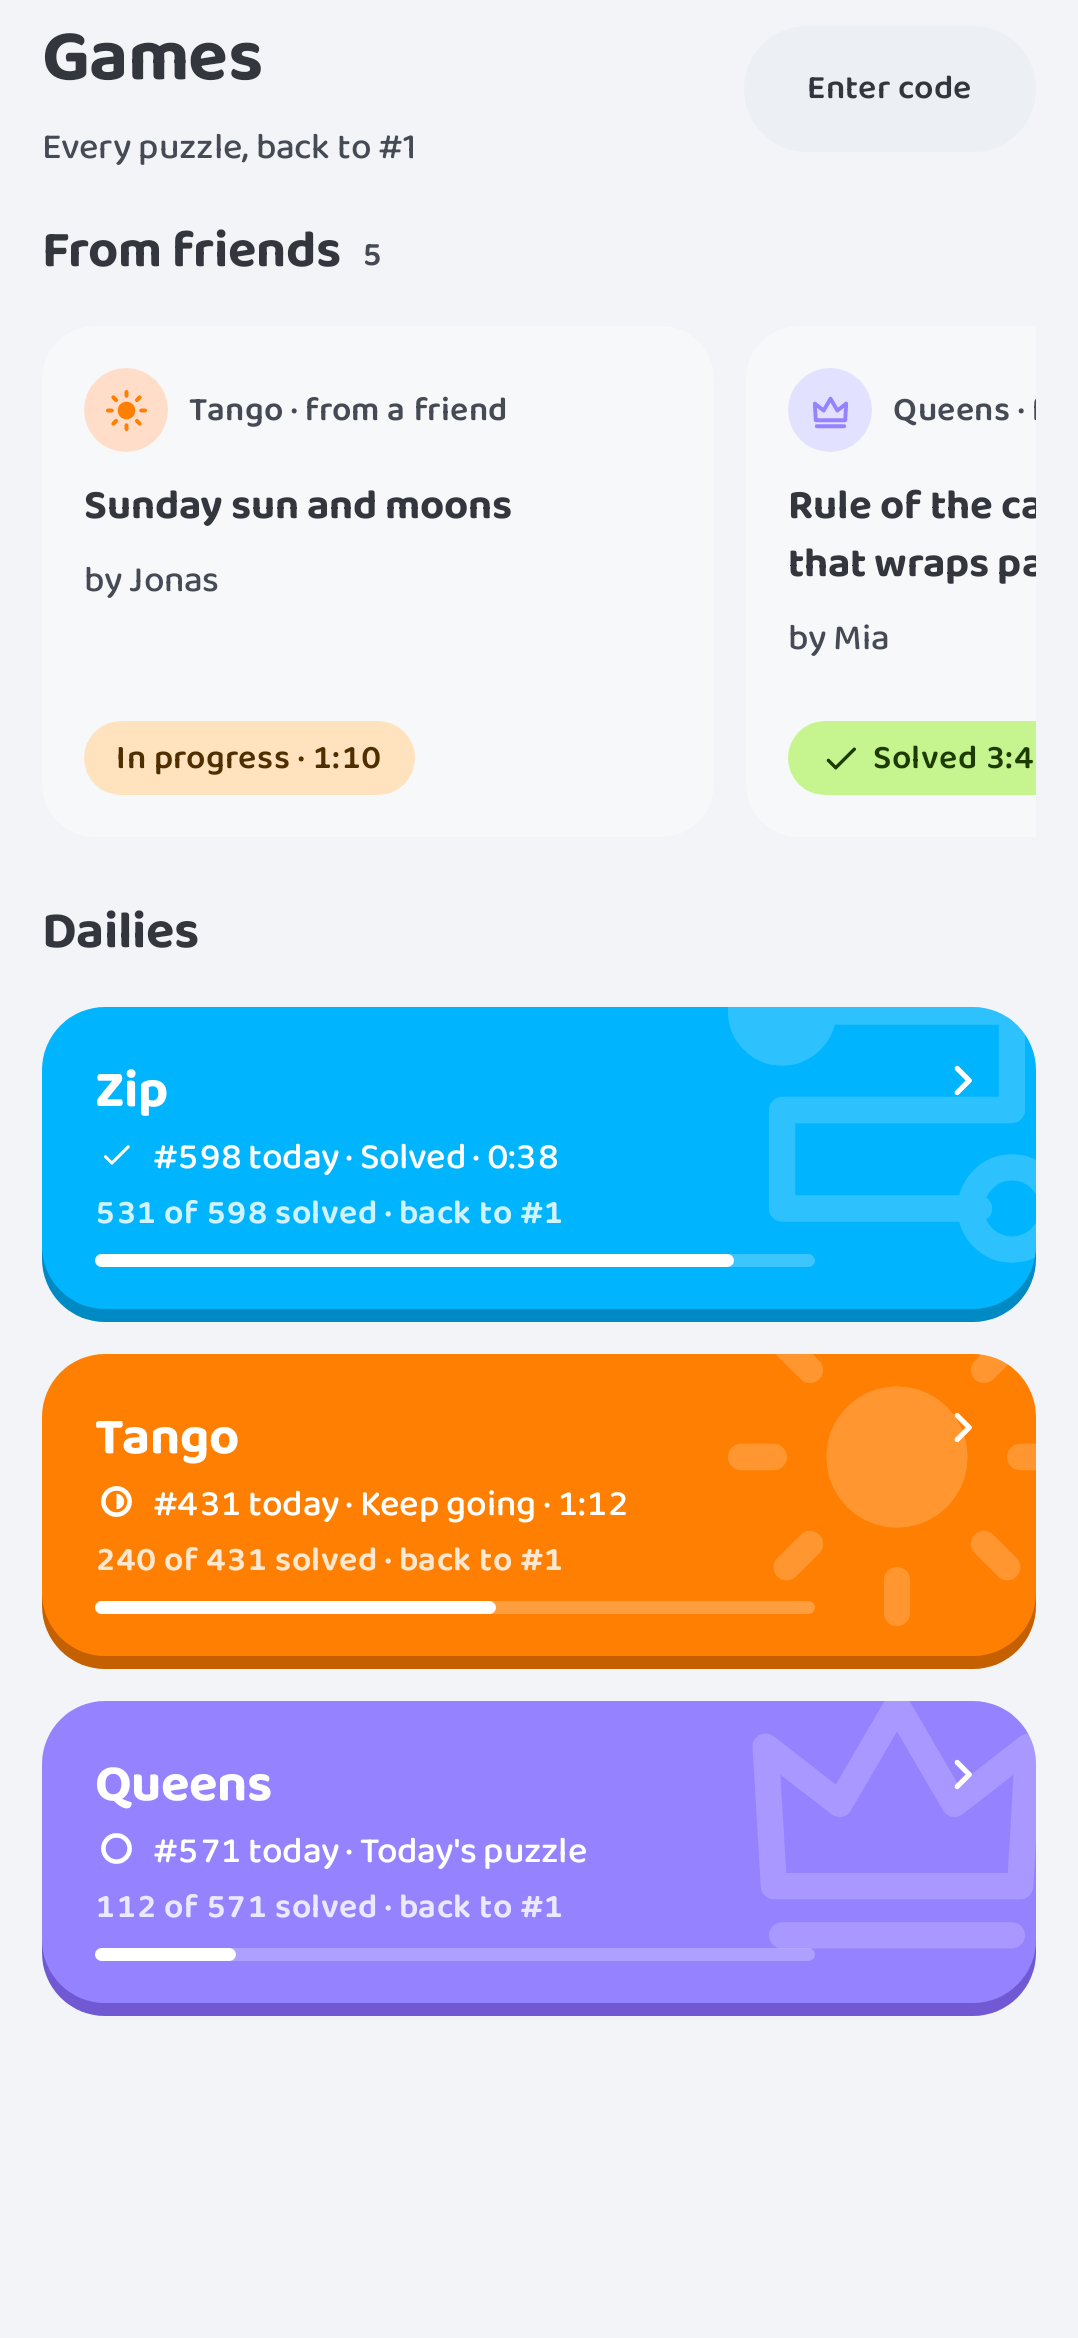 Games
Enter code
Every puzzle, back to #1
From friends 5
Tango · from a friend
Sunday sun and moons
by Jonas
In progress · 1:10
Queens ·
Rule of the
that wraps
by Mia
Solved 3:4
Dailies
Zip
#598 today · Solved · 0:38
531 of 598 solved · back to #1
Tango
#431 today · Keep going · 1:12
240 of 431 solved · back to #1
Queens
#571 today · Today's puzzle
112 of 571 solved · back to #1